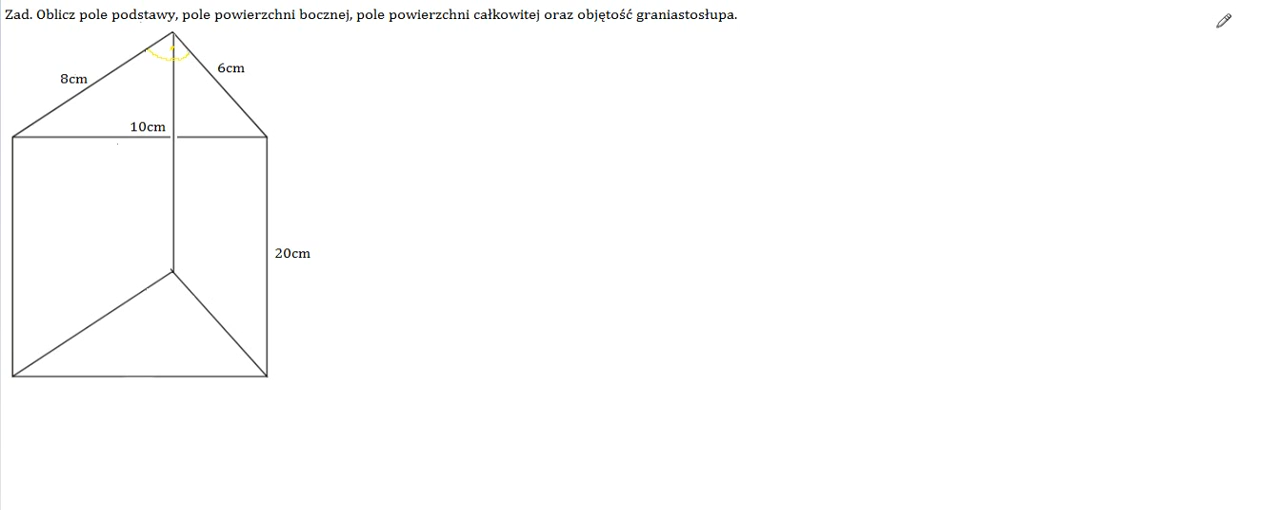 Zad. Oblicz pole podstawy, pole powierzchni bocznej, pole powierzchni całkowitej oraz objętość graniastosłupa.
6cm
8cm
10cm
20cm